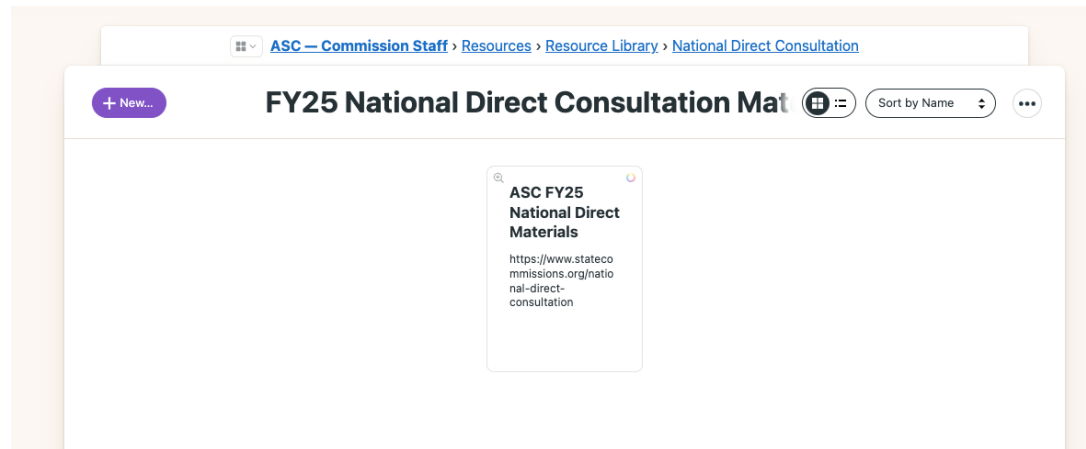 ASC — Commission Staff › Resources › Resource Library › National Direct Consultation
+ New...
FY25 National Direct Consultation Mat
Sort by Name
ASC FY25
National Direct
Materials
https://www.stateco
mmissions.org/natio
nal-direct-
consultation